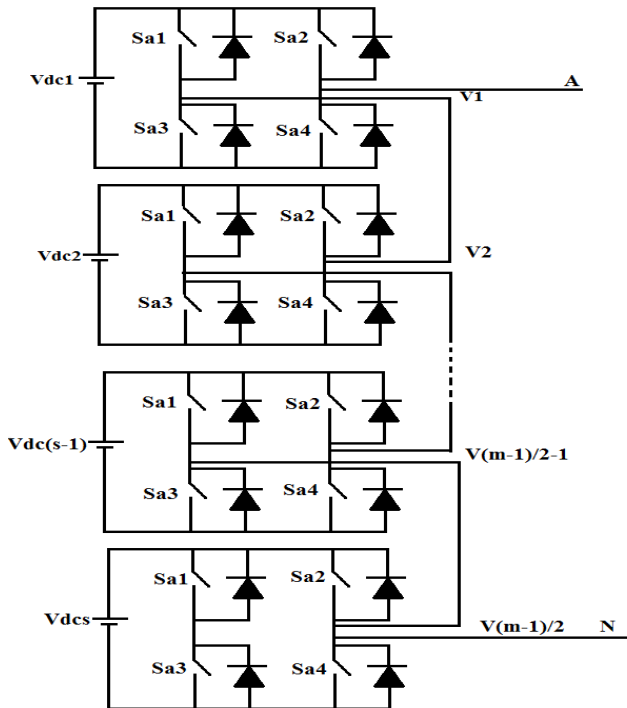 Sa1
Sa2
Vdc1
V1
A
Sa3
Sa4
Sa1
Sa2
Vdc2
V2
Sa3
Sa4
Sa1
Sa2
Vdc(s-1)
V(m-1)/2-1
Sa3
Sa4
Sa1
Sa2
Vdcs
V(m-1)/2
N
Sa3
Sa4